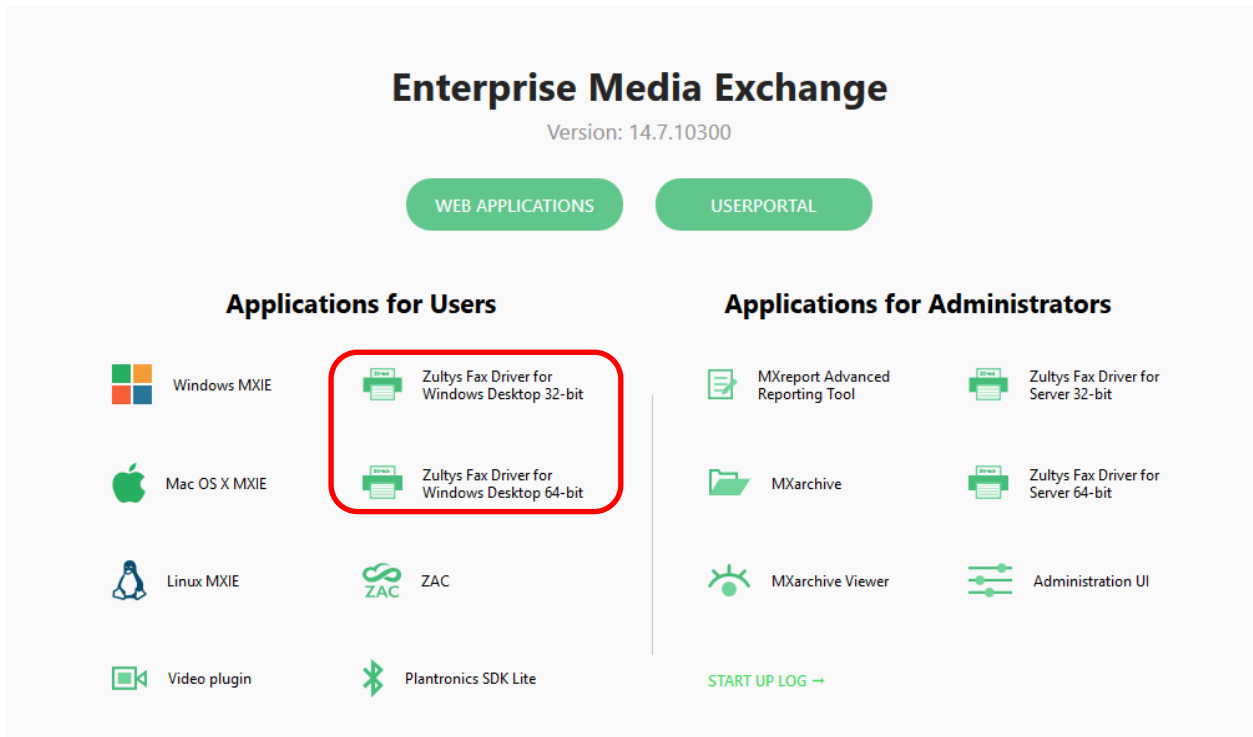 Enterprise Media Exchange
Version: 14.7.10300
WEB APPLICATIONS
USERPORTAL
Applications for Users
Windows MXIE
Zultys Fax Driver for
Windows Desktop 32-bit
Mac OS X MXIE
Zultys Fax Driver for
Windows Desktop 64-bit
Linux MXIE
ZAC
ZAC
Video plugin
Plantronics SDK Lite
Applications for Administrators
MXreport Advanced
Reporting Tool
Zultys Fax Driver for
Server 32-bit
MXarchive
Zultys Fax Driver for
Server 64-bit
MXarchive Viewer
Administration UI
START UP LOG →